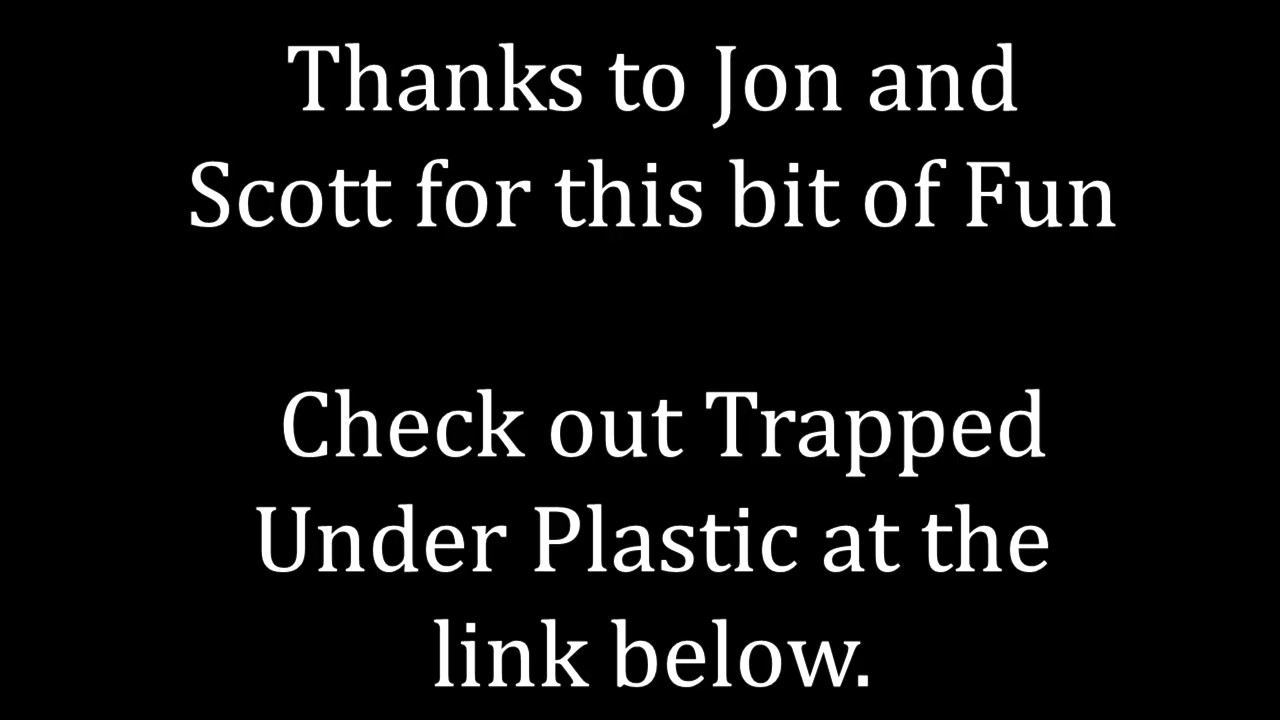 Thanks to Jon and
Scott for this bit of Fun
Check out Trapped
Under Plastic at the
link below.